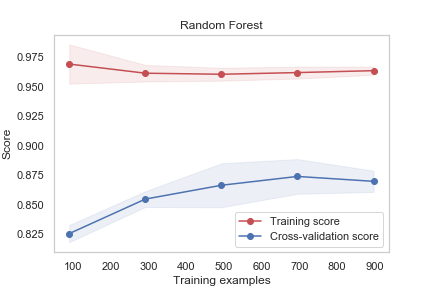 Random Forest
Score
0.975
0.950
0.925
0.900
0.875
0.850
0.825
Training score
Cross-validation score
100 200 300 400 500 600 700 800 900
Training examples